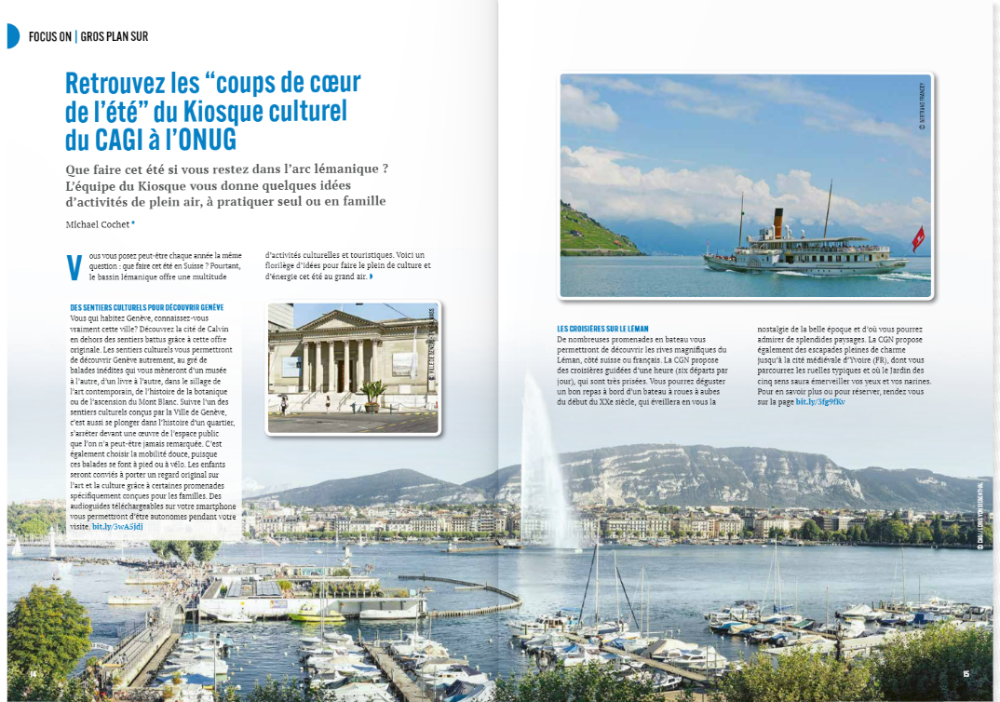 FOCUS ON | GROS PLAN SUR
Retrouvez les “coups de cœur
de l’été” du Kiosque culturel
du CAGI à l’ONUG
Que faire cet été si vous restez dans l’arc lémanique ?
L’équipe du Kiosque vous donne quelques idées
d’activités de plein air, à pratiquer seul ou en famille
Michael Cochet*
Vous vous posez peut-être chaque année la même
question : que faire cet été en Suisse ? Pourtant,
le bassin lémanique offre une multitude
d’activités culturelles et touristiques. Voici un
florilège d’idées pour faire le plein de culture et
d’énergie cet été au grand air.
DES SENTIERS CULTURELS POUR DÉCOUVRIR GENÈVE
Vous qui habitez Genève, connaissez-vous
vraiment cette ville? Découvrez la cité de Calvin
en dehors des sentiers battus grâce à cette offre
originale. Les sentiers culturels vous permettront
de découvrir Genève autrement, au gré de
balades inédites qui vous mèneront d’un musée
à l’autre, d’un livre à l’autre, dans le sillage de
l’art contemporain, de l’histoire de la botanique
ou de l’ascension du Mont Blanc. Suivre l’un des
sentiers culturels conçus par la Ville de Genève,
c’est aussi se plonger dans l’histoire d’un quartier,
s’arrêter devant une œuvre de l’espace public
que l’on n’a peut-être jamais remarquée. C’est
également choisir la mobilité douce, puisque
ces balades se font à pied ou à vélo. Les enfants
seront conviés à porter un regard original sur
l’art et la culture grâce à certaines promenades
spécifiquement conçues pour les familles. Des
audioguides téléchargeables sur votre smartphone
vous permettront d’être autonomes pendant votre
visite. bit.ly/3wA5jdj
14
© BERTRAND FRANCEY
LES CROISIÈRES SUR LE LÉMAN
De nombreuses promenades en bateau vous
permettront de découvrir les rives magnifiques du
Léman, côté suisse ou français. La CGN propose
des croisières guidées d’une heure (six départs par
jour), qui sont très prisées. Vous pourrez déguster
un bon repas à bord d’un bateau à roues à aubes
du début du XXe siècle, qui éveillera en vous la
nostalgie de la belle époque et d’où vous pourrez
admirer de splendides paysages. La CGN propose
également des escapades pleines de charme
jusqu’à la cité médiévale d’Yvoire (FR), dont vous
parcourrez les ruelles typiques et où le Jardin des
cinq sens saura émerveiller vos yeux et vos narines.
Pour en savoir plus ou pour réserver, rendez vous
sur la page bit.ly/3fg9fKv
15